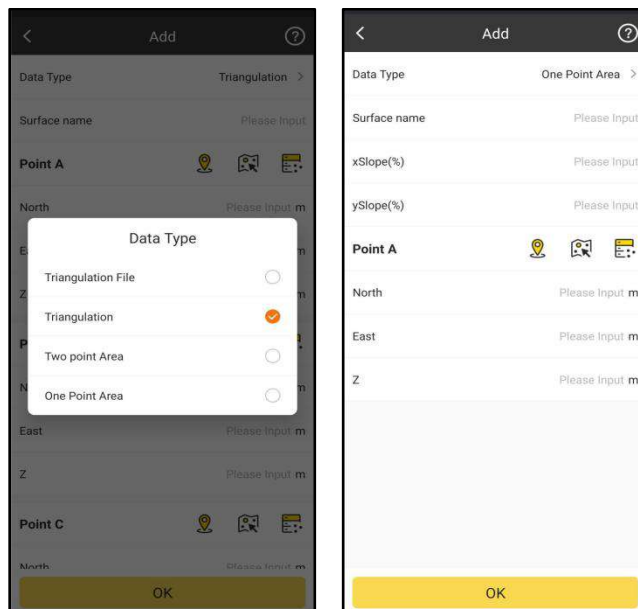 Add
?
Data Type Triangulation >
Surface name Please Input
Point A
North Please Input m
Data Type
Triangulation File
Triangulation
Two point Area
One Point Area
East Please Input m
Z Please Input m
Point C
North Please Input m
OK
Add
?
Data Type One Point Area >
Surface name Please Input
xSlope(%) Please Input
ySlope(%) Please Input
Point A
North Please Input m
East Please Input m
Z Please Input m
OK